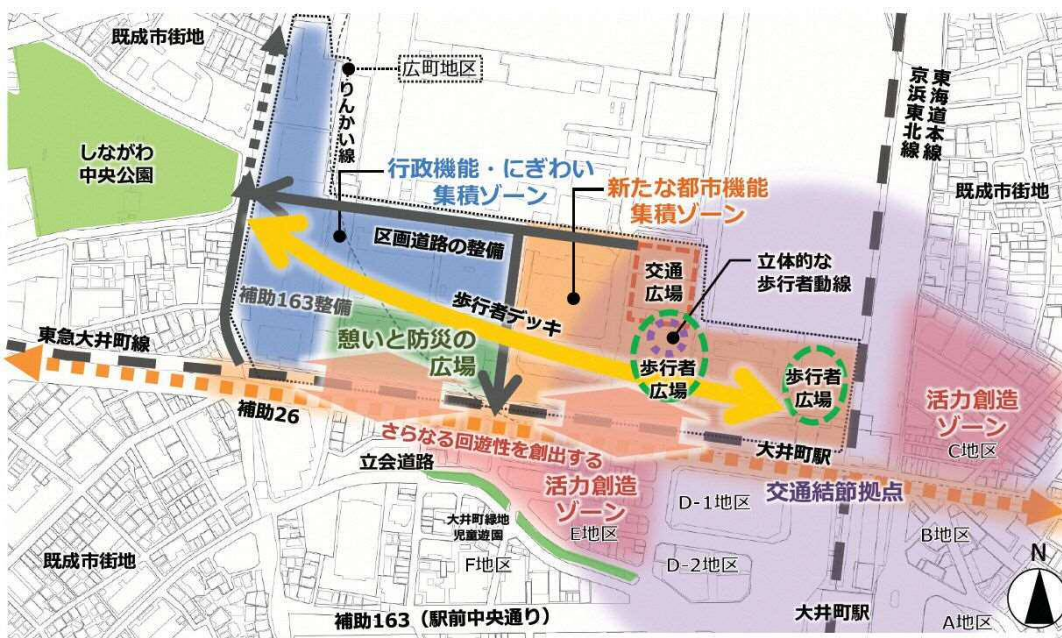 既成市街地
広町地区
りんかい線
東海道本線
京浜東北線
しながわ
中央公園
行政機能・にぎわい
集積ゾーン
新たな都市機能
集積ゾーン
既成市街地
区画道路の整備
交通
広場
立体的な
歩行者動線
補助163整備
歩行者デッキ
憩いと防災の
広場
歩行者
広場
歩行者
広場
東急大井町線
補助26
活力創造
ゾーン
C地区
さらなる回遊性を創出する
大井町駅
立会道路
活力創造
ゾーン
E地区
交通結節拠点
D-1地区
大井町緑地
児童遊園
F地区
D-2地区
B地区
既成市街地
N
補助163（駅前中央通り）
大井町駅
A地区